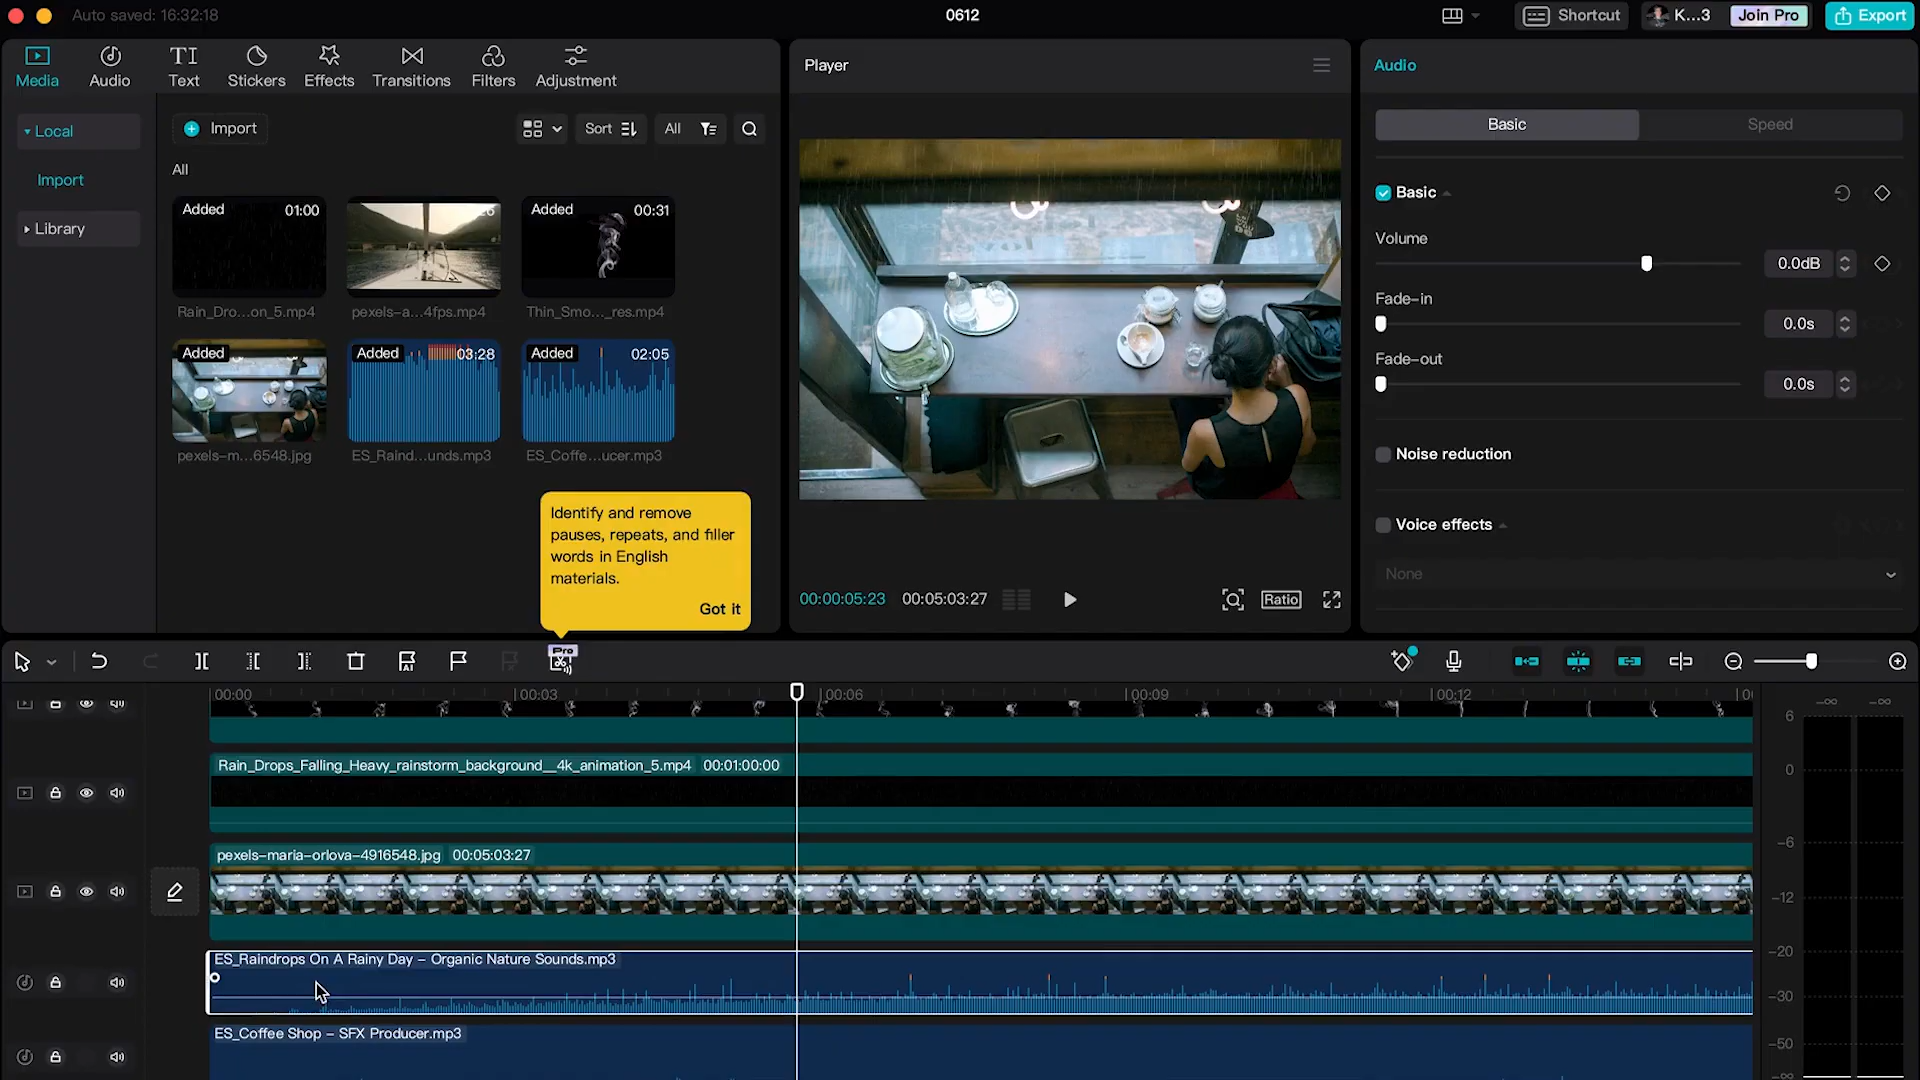 Auto saved: 16:32:18
0612
Shortcut
K...3
Join Pro
Export
Media
Audio
Text
Stickers
Effects
Transitions
Filters
Adjustment
Local
Import
Library
Import
Sort
All
All
Added 01:00
Rain_Dro...on_5.mp4
pexels-a...4fps.mp4
Added 00:31
Thin_Smo..._res.mp4
Added
pexels-m...6548.jpg
Added 03:28
ES_Raind...unds.mp3
Added 02:05
ES_Coffe...ucer.mp3
Identify and remove
pauses, repeats, and filler
words in English
materials.
Got it
Player
00:00:05:23 00:05:03:27
Ratio
Audio
Basic
Speed
Basic
Volume
0.0dB
Fade-in
0.0s
Fade-out
0.0s
Noise reduction
Voice effects
None
Pro
00:00
00:03
00:06
00:09
00:12
Rain_Drops_Falling_Heavy_rainstorm_background__4k_animation_5.mp4 00:01:00:00
pexels-maria-orlova-4916548.jpg 00:05:03:27
ES_Raindrops On A Rainy Day – Organic Nature Sounds.mp3
ES_Coffee Shop – SFX Producer.mp3
-∞ -∞
6
0
-6
-12
-20
-30
-50
-∞